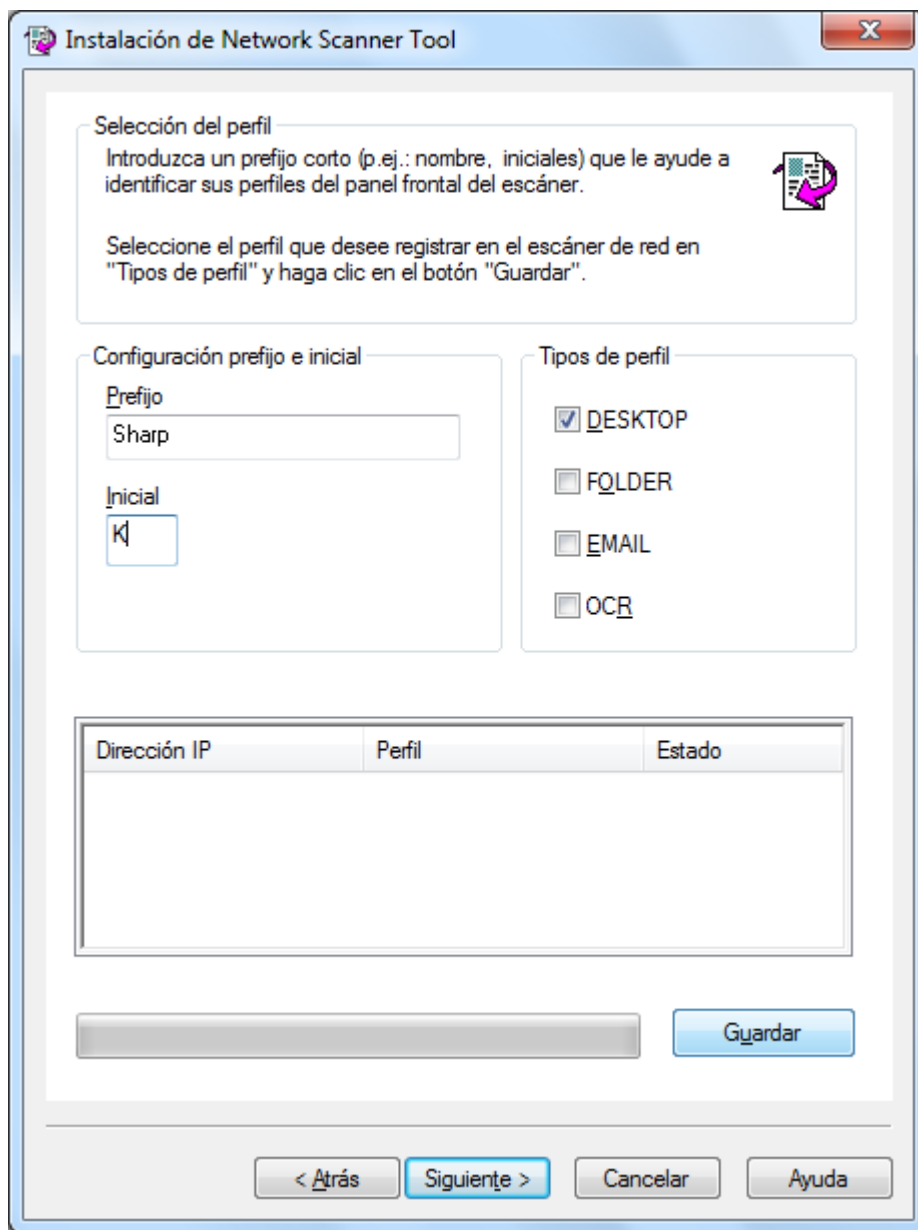 Instalación de Network Scanner Tool
Selección del perfil
Introduzca un prefijo corto (p.ej.: nombre, iniciales) que le ayude a
identificar sus perfiles del panel frontal del escáner.
Seleccione el perfil que desee registrar en el escáner de red en
"Tipos de perfil" y haga clic en el botón "Guardar".
Configuración prefijo e inicial
Prefijo
Sharp
Inicial
K
Tipos de perfil
DESKTOP
FOLDER
EMAIL
OCR
Dirección IP Perfil Estado
Guardar
< Atrás Siguiente > Cancelar Ayuda